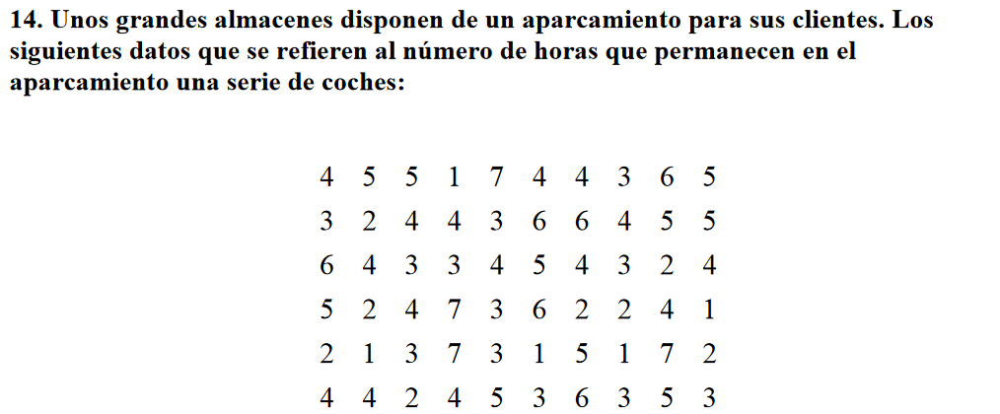 14. Unos grandes almacenes disponen de un aparcamiento para sus clientes. Los
siguientes datos que se refieren al número de horas que permanecen en el
aparcamiento una serie de coches:
4 5 5 1 7 4 4 3 6 5
3 2 4 4 3 6 6 4 5 5
6 4 3 3 4 5 4 3 2 4
5 2 4 7 3 6 2 2 4 1
2 1 3 7 3 1 5 1 7 2
4 4 2 4 5 3 6 3 5 3